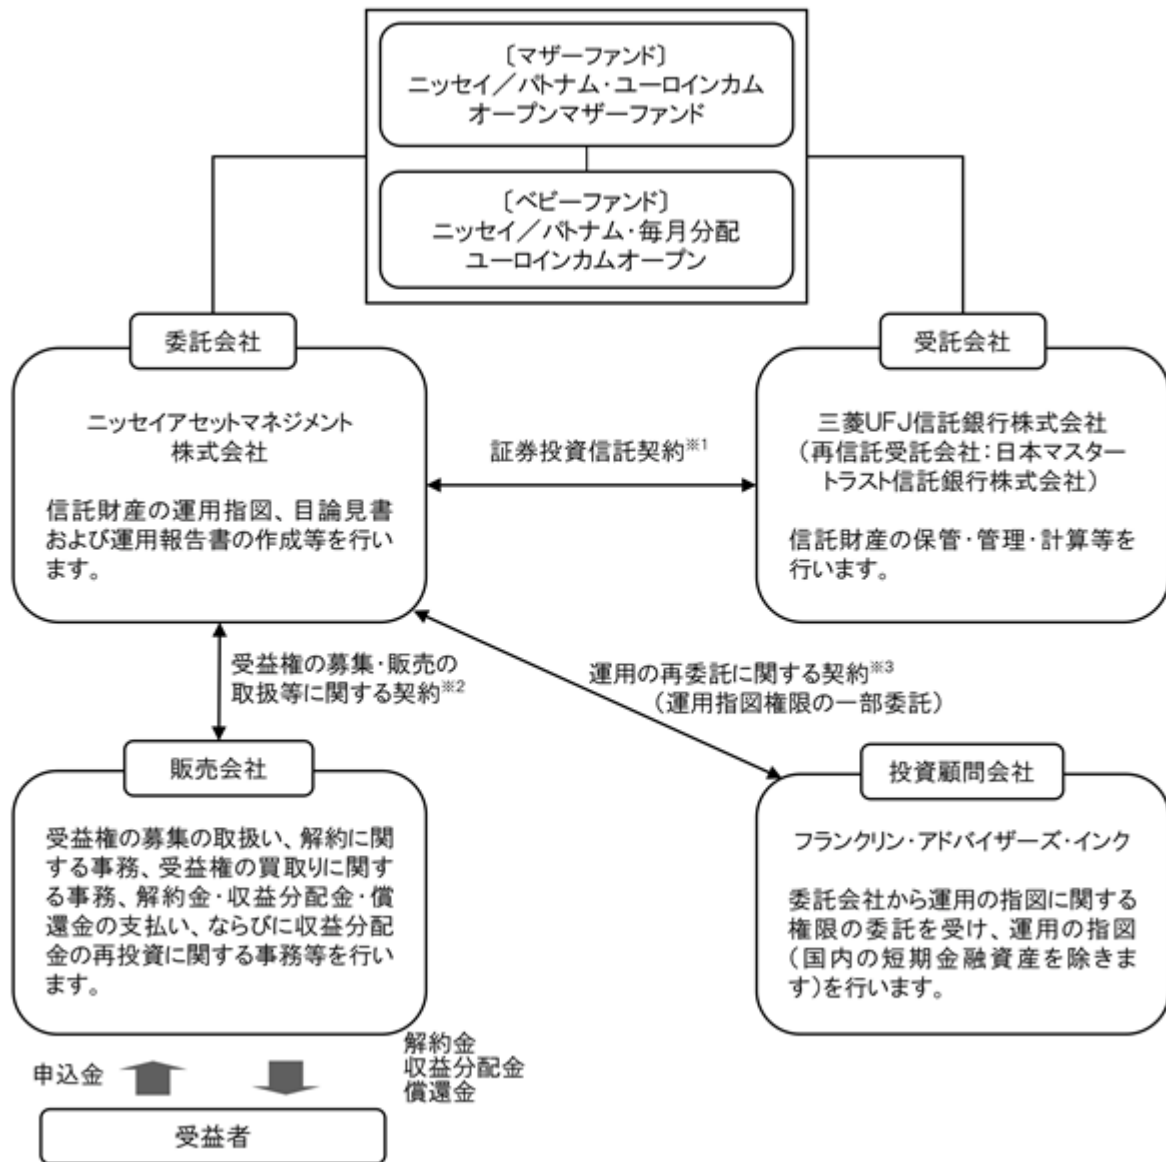 〔マザーファンド〕
ニッセイ／パトナム・ユーロインカム
オープンマザーファンド
〔ベビーファンド〕
ニッセイ／パトナム・毎月分配
ユーロインカムオープン
委託会社
ニッセイアセットマネジメント
株式会社
信託財産の運用指図、目論見書
および運用報告書の作成等を行い
ます。
証券投資信託契約※1
受託会社
三菱UFJ信託銀行株式会社
（再信託受託会社：日本マスター
トラスト信託銀行株式会社）
信託財産の保管・管理・計算等を
行います。
受益権の募集・販売の
取扱等に関する契約※2
運用の再委託に関する契約※3
（運用指図権限の一部委託）
販売会社
受益権の募集の取扱い、解約に関
する事務、受益権の買取りに関す
る事務、解約金・収益分配金・償
還金の支払い、ならびに収益分配
金の再投資に関する事務等を行い
ます。
投資顧問会社
フランクリン・アドバイザーズ・インク
委託会社から運用の指図に関する
権限の委託を受け、運用の指図
（国内の短期金融資産を除きま
す）を行います。
申込金
解約金
収益分配金
償還金
受益者